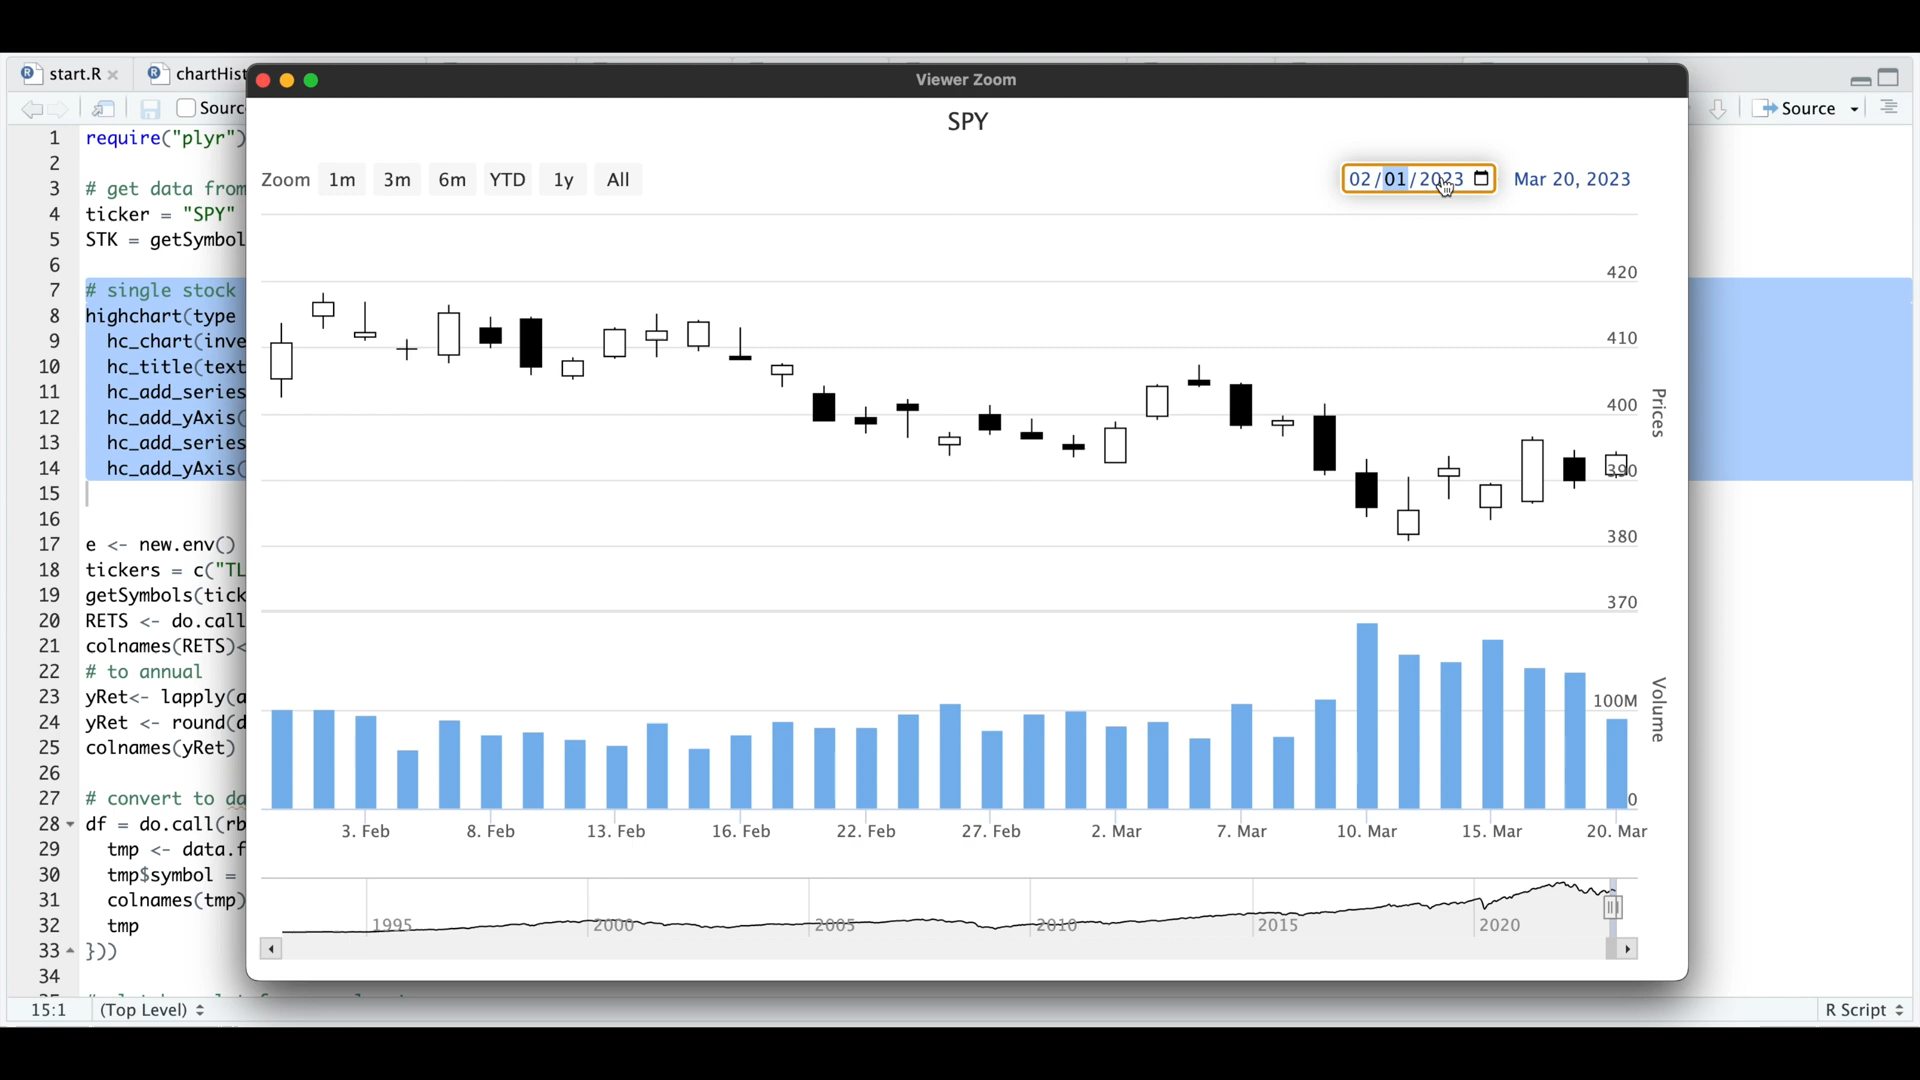 start.R
chartHist
Viewer Zoom
Sourc
Source
SPY
Zoom 1m 3m 6m YTD 1y All
02/01/2023
Mar 20, 2023
1 require("plyr")
2
3 # get data from
4 ticker = "SPY"
5 STK = getSymbol
6
7 # single stock
8 highchart(type
9 hc_chart(inve
10 hc_title(text
11 hc_add_series
12 hc_add_yAxis(
13 hc_add_series
14 hc_add_yAxis(
15
16
17 e <- new.env()
18 tickers = c("TL
19 getSymbols(tick
20 RETS <- do.call
21 colnames(RETS)<
22 # to annual
23 yRet<- lapply(a
24 yRet <- round(d
25 colnames(yRet)
26
27 # convert to da
28 df = do.call(rb
29 tmp <- data.f
30 tmp$symbol =
31 colnames(tmp)
32 tmp
33 }))
34
420
410
400
390
380
370
Prices
100M
0
Volume
3. Feb 8. Feb 13. Feb 16. Feb 22. Feb 27. Feb 2. Mar 7. Mar 10. Mar 15. Mar 20. Mar
1995 2000 2005 2010 2015 2020
15:1 (Top Level)
R Script